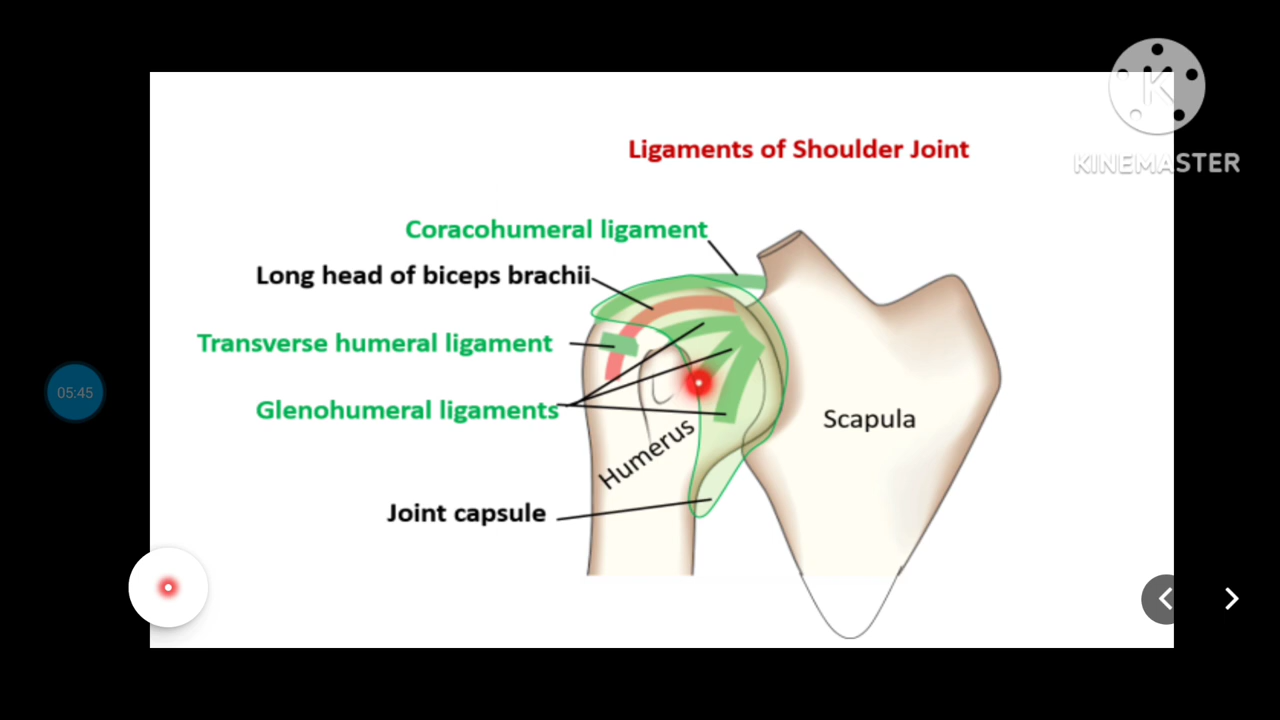 KINEMASTER
Ligaments of Shoulder Joint
Coracohumeral ligament
Long head of biceps brachii
Transverse humeral ligament
05:45
Glenohumeral ligaments
Scapula
Humerus
Joint capsule